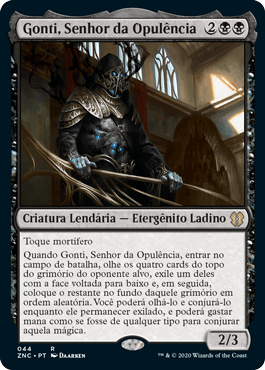 Gonti, Senhor da Opulência 2
Criatura Lendária — Etergênito Ladino
Toque mortífero
Quando Gonti, Senhor da Opulência, entrar no
campo de batalha, olhe os quatro cards do topo
do grimório do oponente alvo, exile um deles
com a face voltada para baixo e, em seguida,
coloque o restante no fundo daquele grimório
em ordem aleatória. Você poderá olhá-lo e conjurá-lo
enquanto ele permanecer exilado, e poderá gastar
mana como se fosse de qualquer tipo para conjurar
aquela mágica.
2/3
044 R
ZNC • PT Daarken
™ & © 2020 Wizards of the Coast